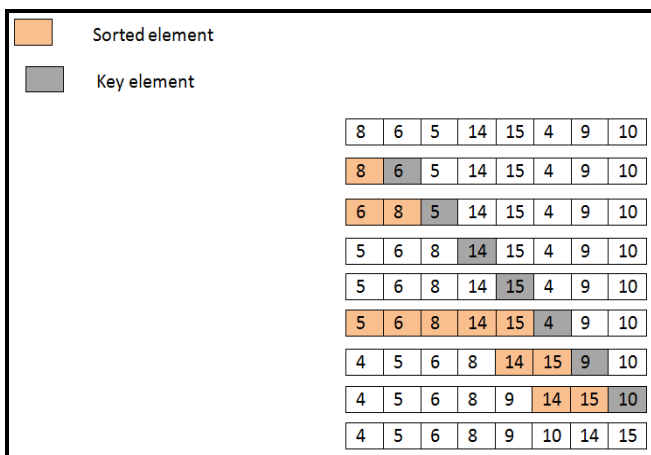 Sorted element
Key element
8 6 5 14 15 4 9 10
8 6 5 14 15 4 9 10
6 8 5 14 15 4 9 10
5 6 8 14 15 4 9 10
5 6 8 14 15 4 9 10
5 6 8 14 15 4 9 10
4 5 6 8 14 15 9 10
4 5 6 8 9 14 15 10
4 5 6 8 9 10 14 15